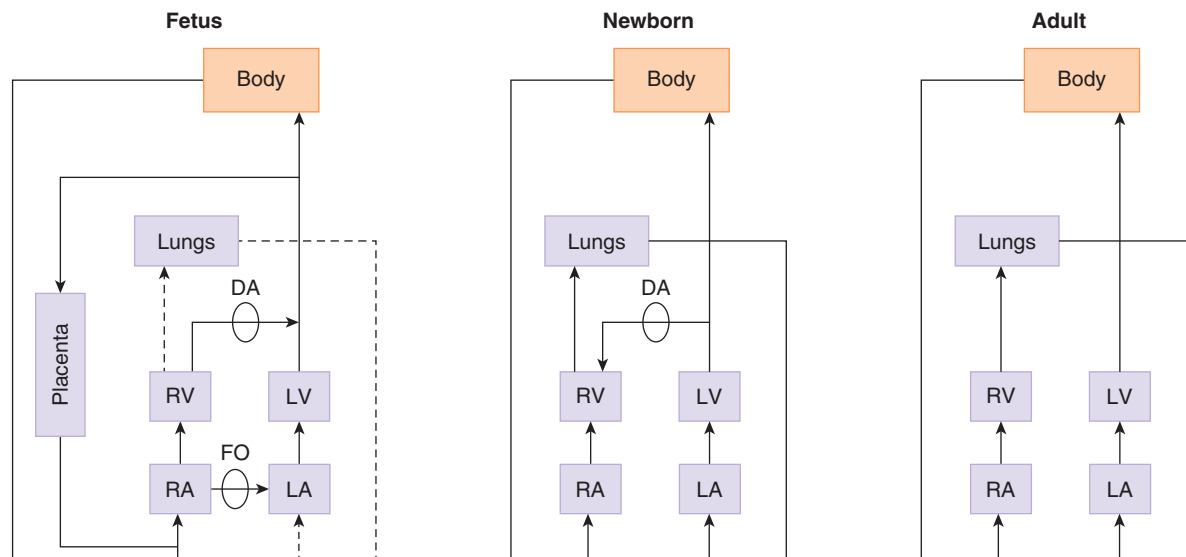 Fetus
Body
Lungs
DA
Placenta
RV
LV
FO
RA
LA
Newborn
Body
Lungs
DA
RV
LV
RA
LA
Adult
Body
Lungs
RV
LV
RA
LA